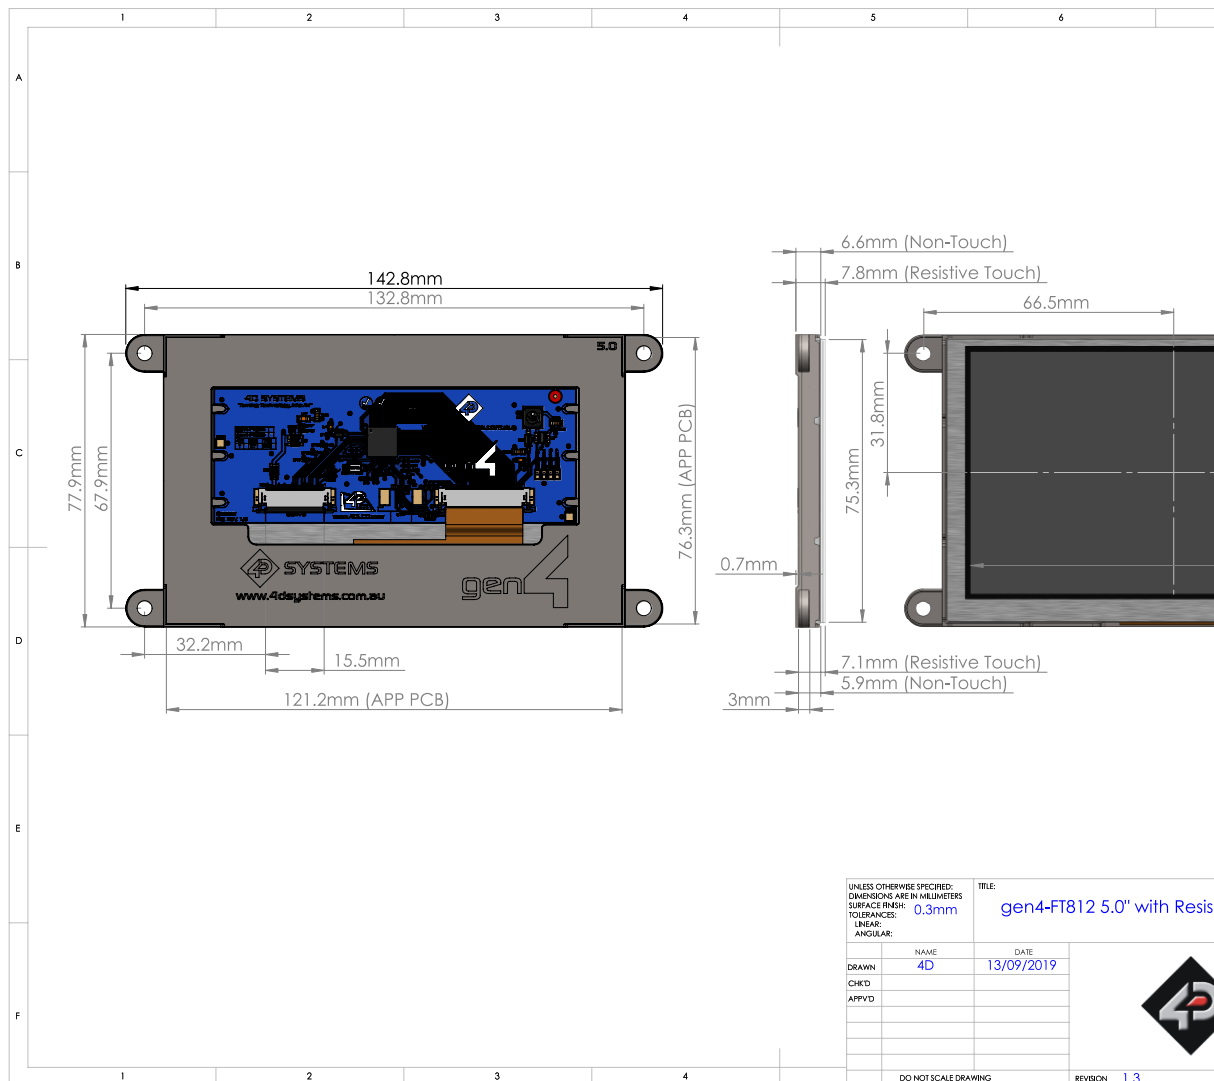 1 2 3 4 5 6
A
B
C
D
E
F
142.8mm
132.8mm
77.9mm
67.9mm
5.0
4D SYSTEMS
SYSTEMS
www.4dsystems.com.au
gen4
76.3mm (APP PCB)
32.2mm
15.5mm
121.2mm (APP PCB)
6.6mm (Non-Touch)
7.8mm (Resistive Touch)
66.5mm
31.8mm
75.3mm
0.7mm
7.1mm (Resistive Touch)
5.9mm (Non-Touch)
3mm
UNLESS OTHERWISE SPECIFIED:
DIMENSIONS ARE IN MILLIMETERS
SURFACE FINISH:
TOLERANCES: 0.3mm
LINEAR:
ANGULAR:
TITLE:
gen4-FT812 5.0" with Resis
NAME DATE
DRAWN 4D 13/09/2019
CHK'D
APPV'D
4D
DO NOT SCALE DRAWING
REVISION 1.3
1 2 3 4